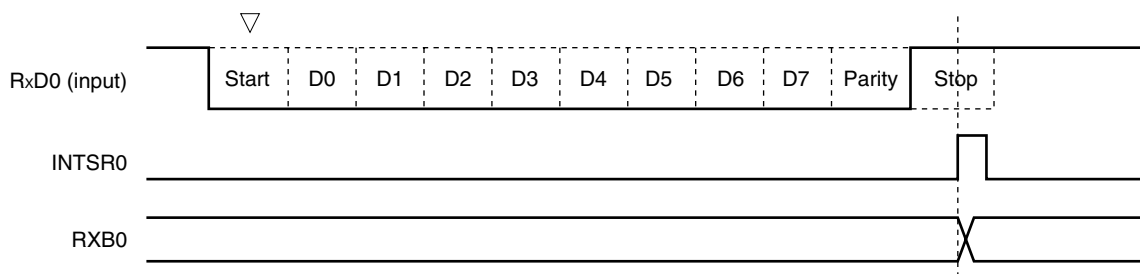 RxD0 (input) Start D0 D1 D2 D3 D4 D5 D6 D7 Parity Stop
INTSR0
RXB0